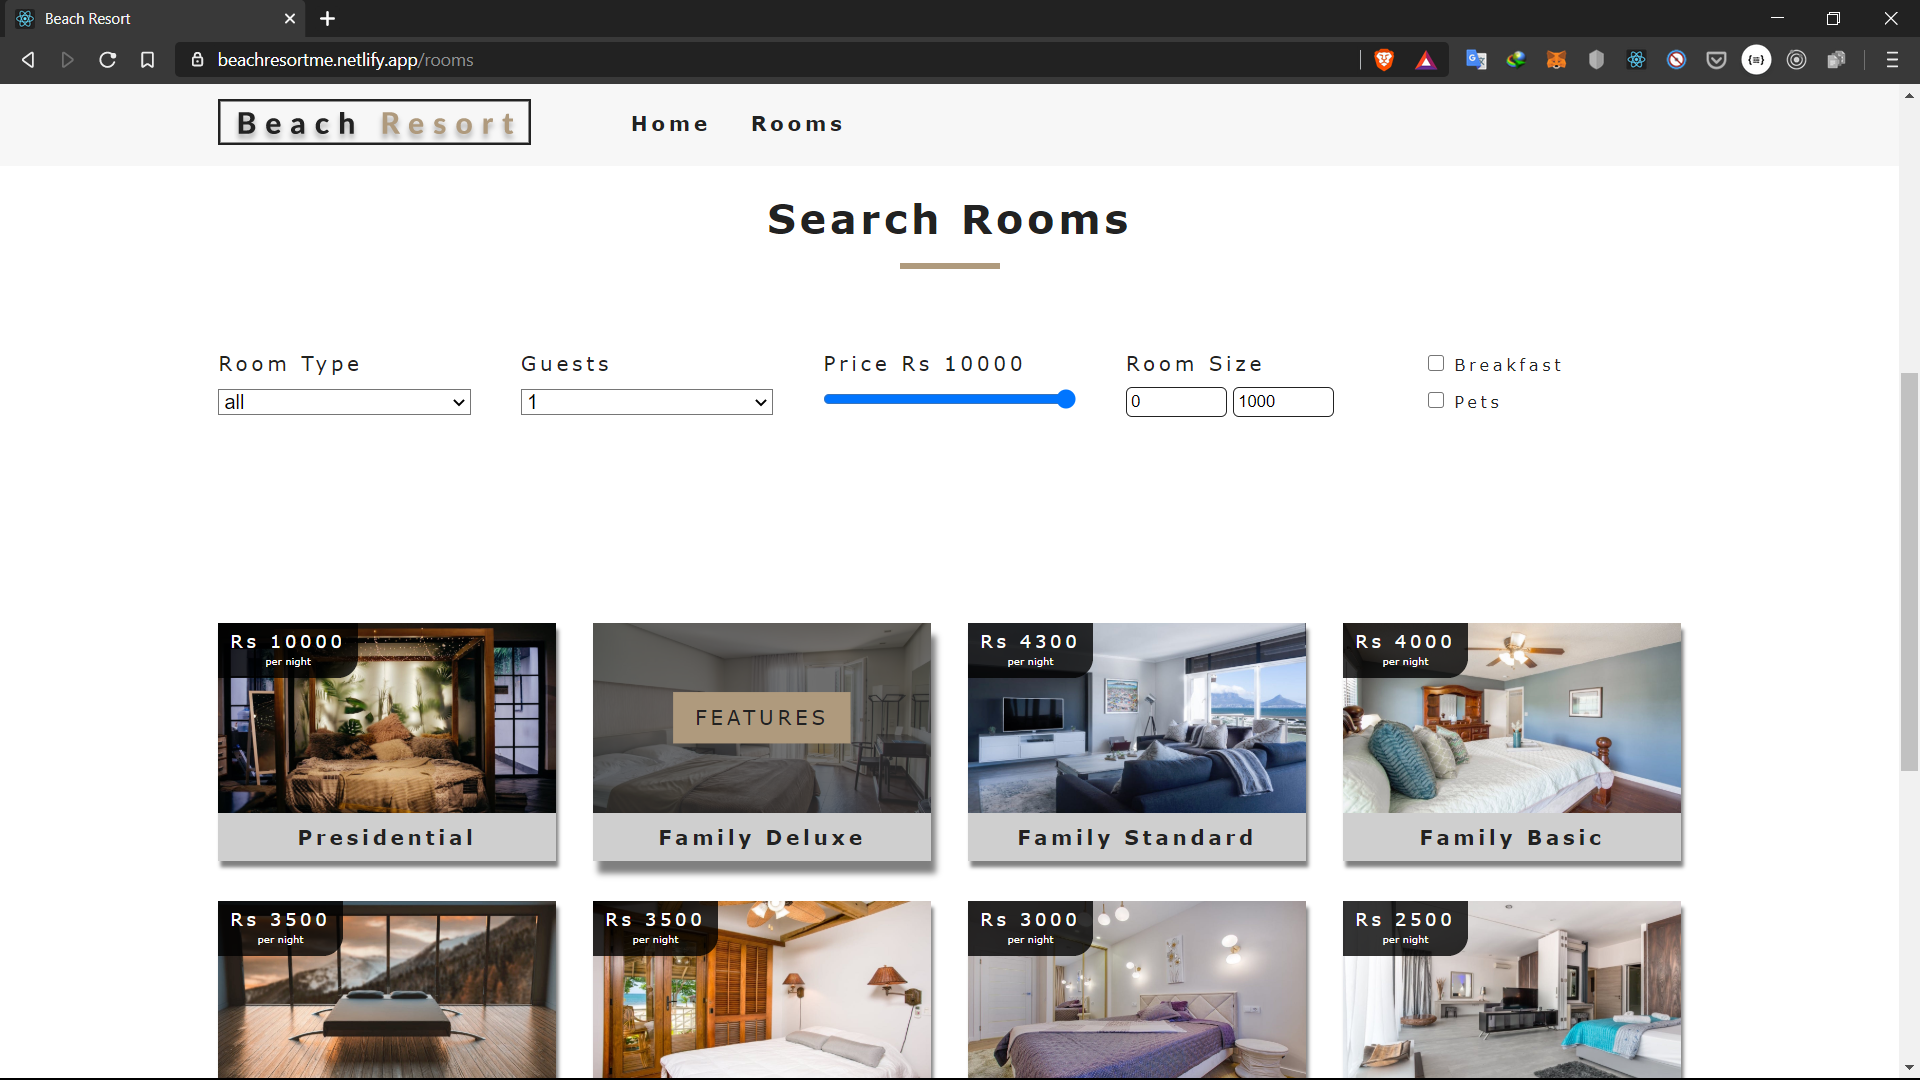 Beach Resort
beachresortme.netlify.app/rooms
Beach Resort
Home
Rooms
Search Rooms
Room Type
Guests
Price Rs 10000
Room Size
Breakfast
all
1
0
1000
Pets
Rs 10000
per night
FEATURES
Rs 4300
per night
Rs 4000
per night
Presidential
Family Deluxe
Family Standard
Family Basic
Rs 3500
per night
Rs 3500
per night
Rs 3000
per night
Rs 2500
per night